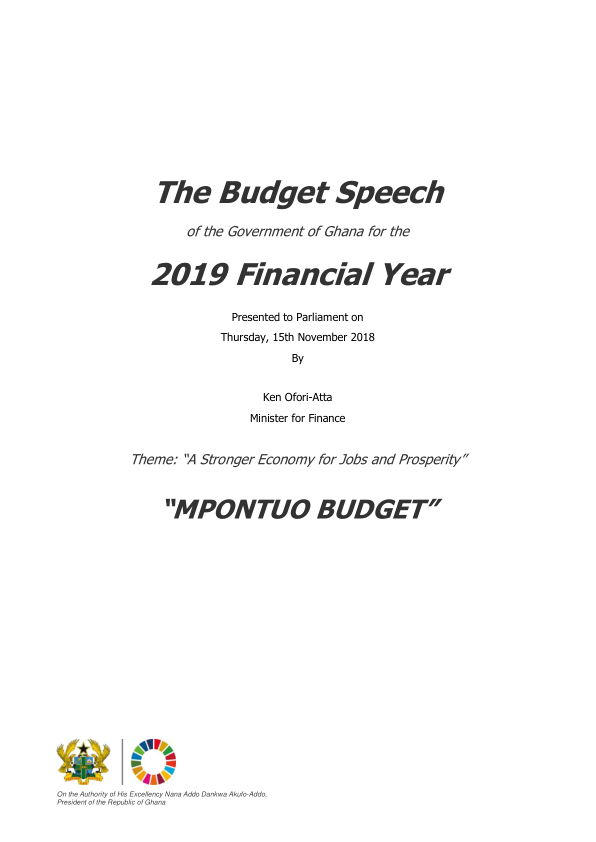 The Budget Speech
of the Government of Ghana for the
2019 Financial Year
Presented to Parliament on
Thursday, 15th November 2018
By
Ken Ofori-Atta
Minister for Finance
Theme: “A Stronger Economy for Jobs and Prosperity”
“MPONTUO BUDGET”
On the Authority of His Excellency Nana Addo Dankwa Akufo-Addo,
President of the Republic of Ghana